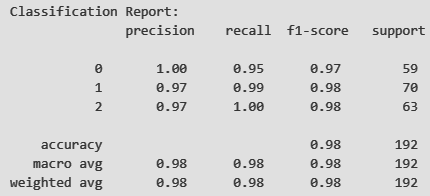 Classification Report:
precision recall f1-score support
0 1.00 0.95 0.97 59
1 0.97 0.99 0.98 70
2 0.97 1.00 0.98 63
accuracy 0.98 192
macro avg 0.98 0.98 0.98 192
weighted avg 0.98 0.98 0.98 192